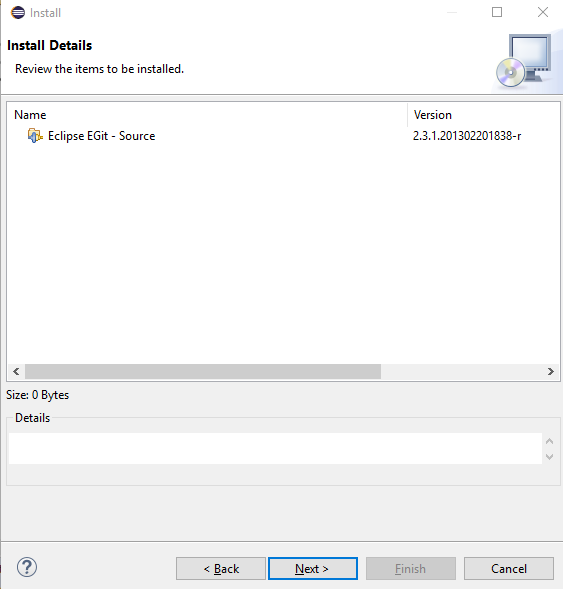 Install
Install Details
Review the items to be installed.
Name Version
Eclipse EGit - Source 2.3.1.201302201838-r
Size: 0 Bytes
Details
? < Back Next > Finish Cancel